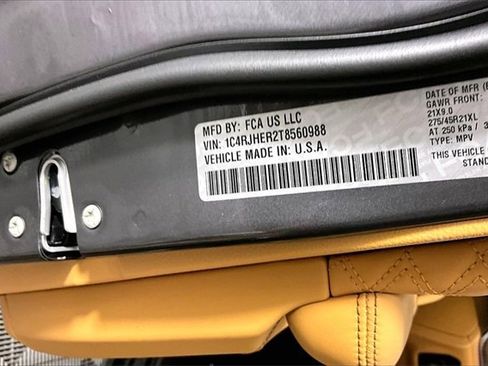 MFD BY: FCA US LLC
VIN: 1C4RJHER2T8560988
VEHICLE MADE IN U.S.A.
DATE OF MFR
GAWR FRONT:
21X9.0
275/45R21XL
AT 250 kPa /
TYPE: MPV
THIS VEHICLE
STAND